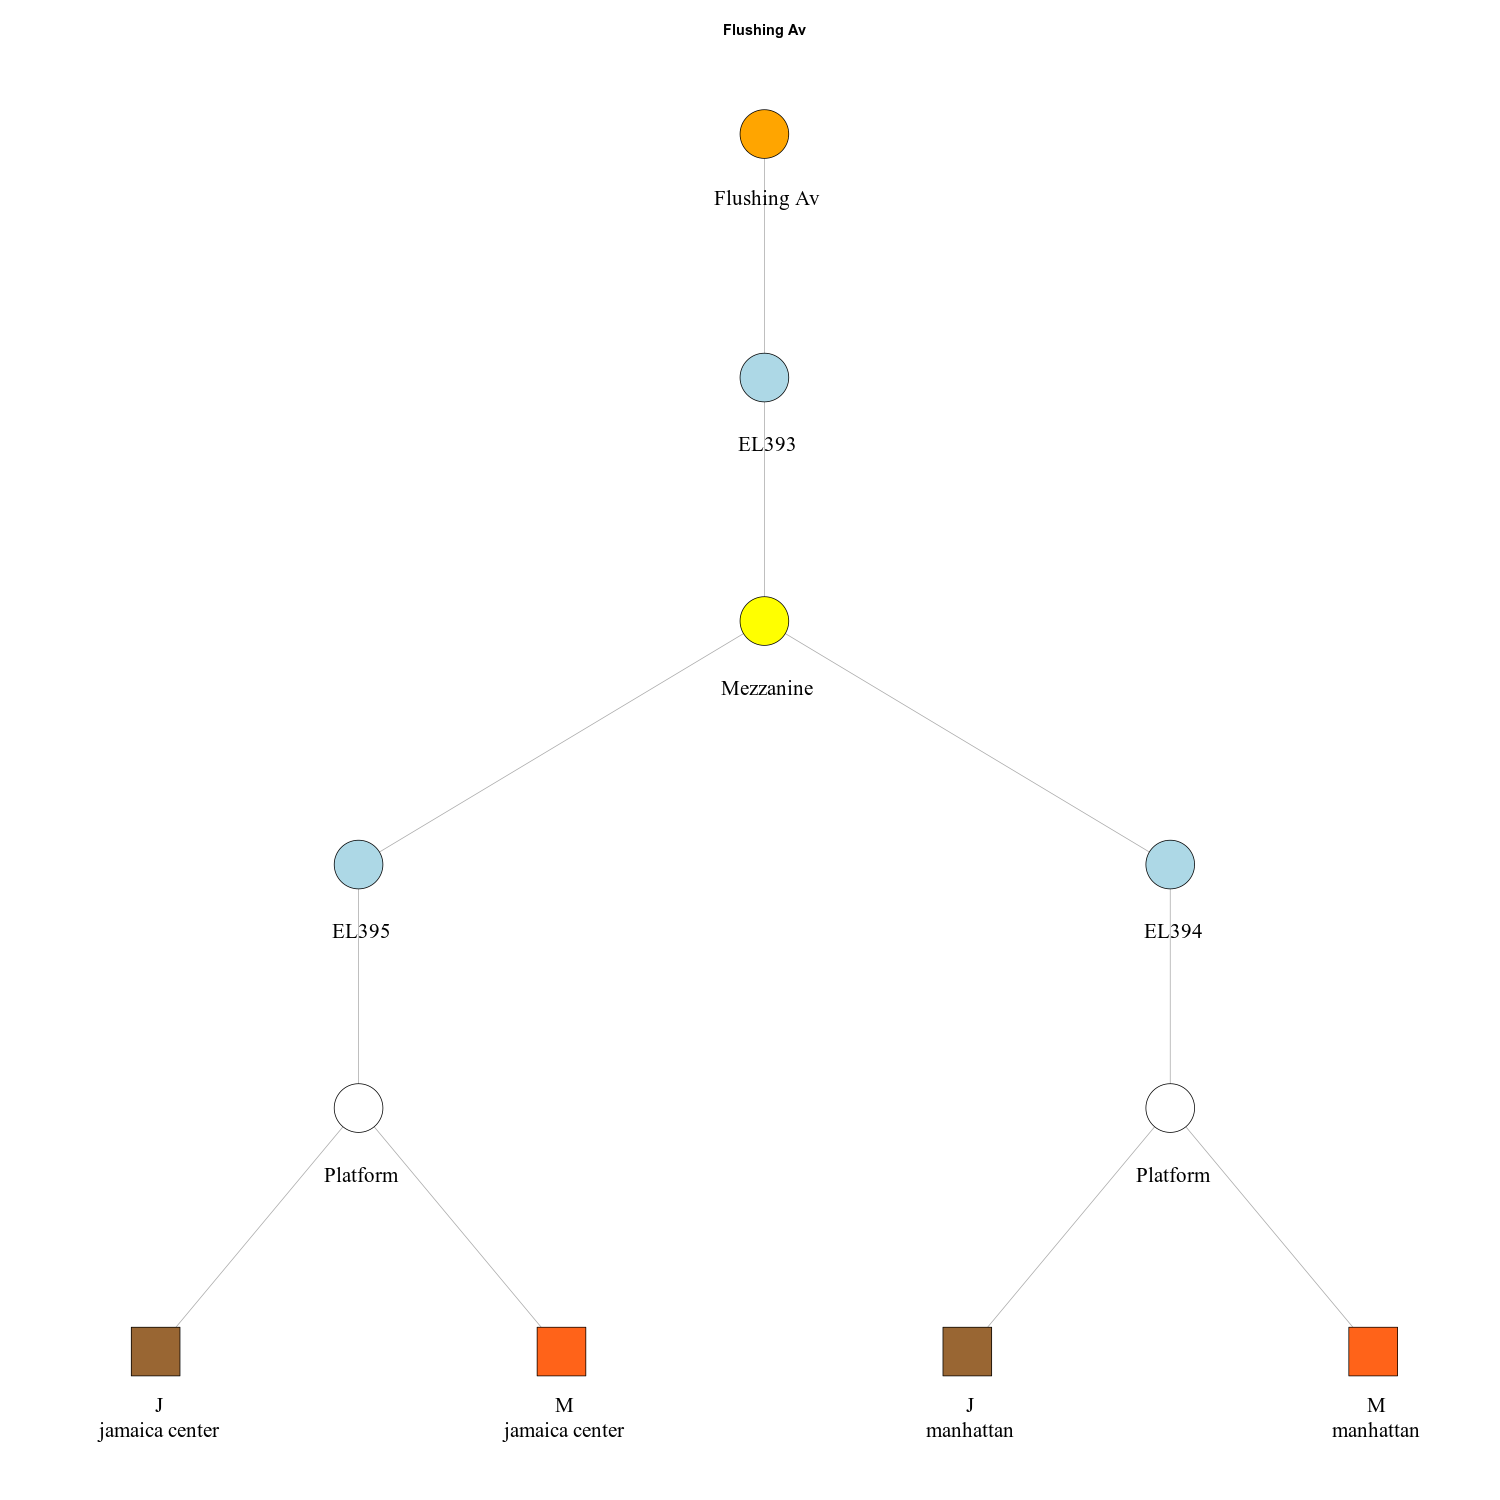 Flushing Av
Flushing Av
EL393
Mezzanine
EL395
EL394
Platform
Platform
J
jamaica center
M
jamaica center
J
manhattan
M
manhattan